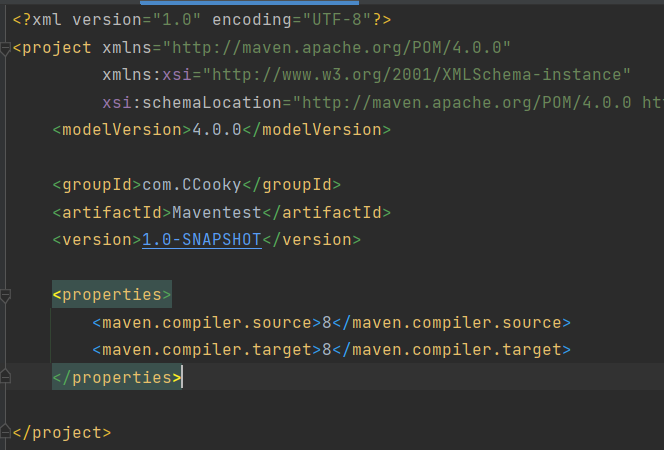 <?xml version="1.0" encoding="UTF-8"?>
<project xmlns="http://maven.apache.org/POM/4.0.0"
xmlns:xsi="http://www.w3.org/2001/XMLSchema-instance"
xsi:schemaLocation="http://maven.apache.org/POM/4.0.0 ht
<modelVersion>4.0.0</modelVersion>
<groupId>com.CCooky</groupId>
<artifactId>Maventest</artifactId>
<version>1.0-SNAPSHOT</version>
<properties>
<maven.compiler.source>8</maven.compiler.source>
<maven.compiler.target>8</maven.compiler.target>
</properties>
</project>